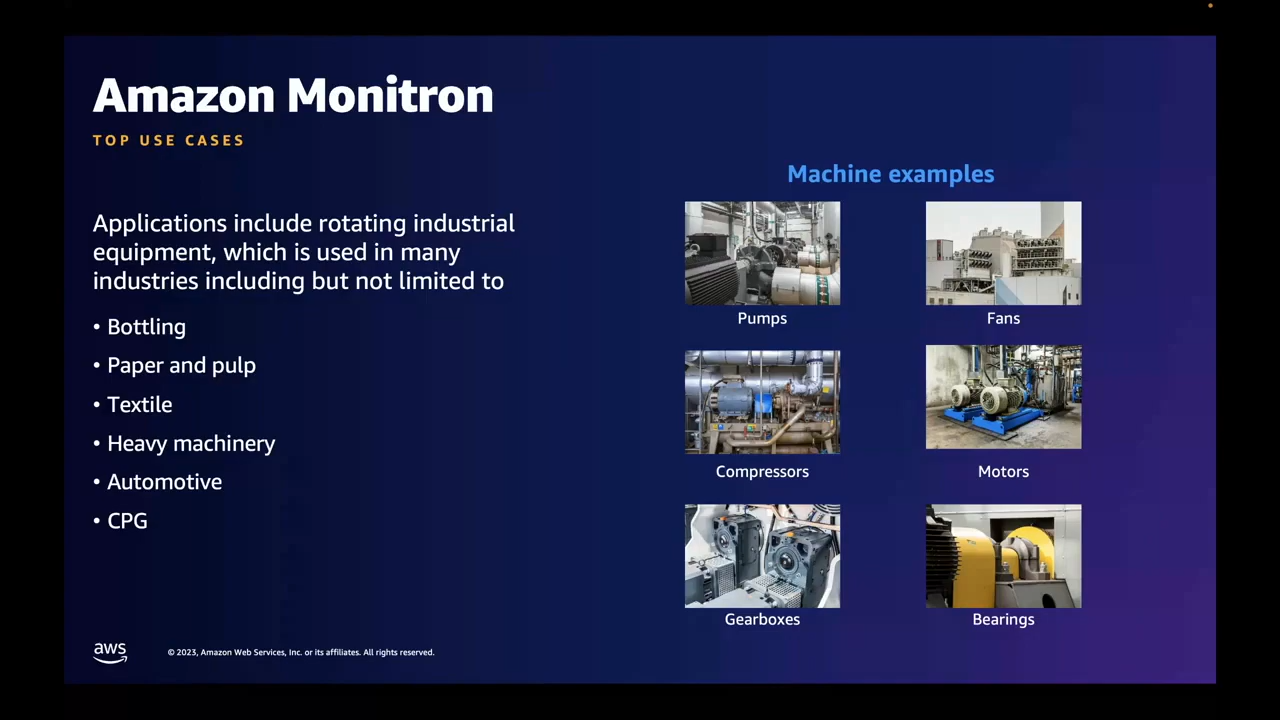 Amazon Monitron
TOP USE CASES
Applications include rotating industrial
equipment, which is used in many
industries including but not limited to
• Bottling
• Paper and pulp
• Textile
• Heavy machinery
• Automotive
• CPG
Machine examples
Pumps
Fans
Compressors
Motors
Gearboxes
Bearings
aws
© 2023, Amazon Web Services, Inc. or its affiliates. All rights reserved.